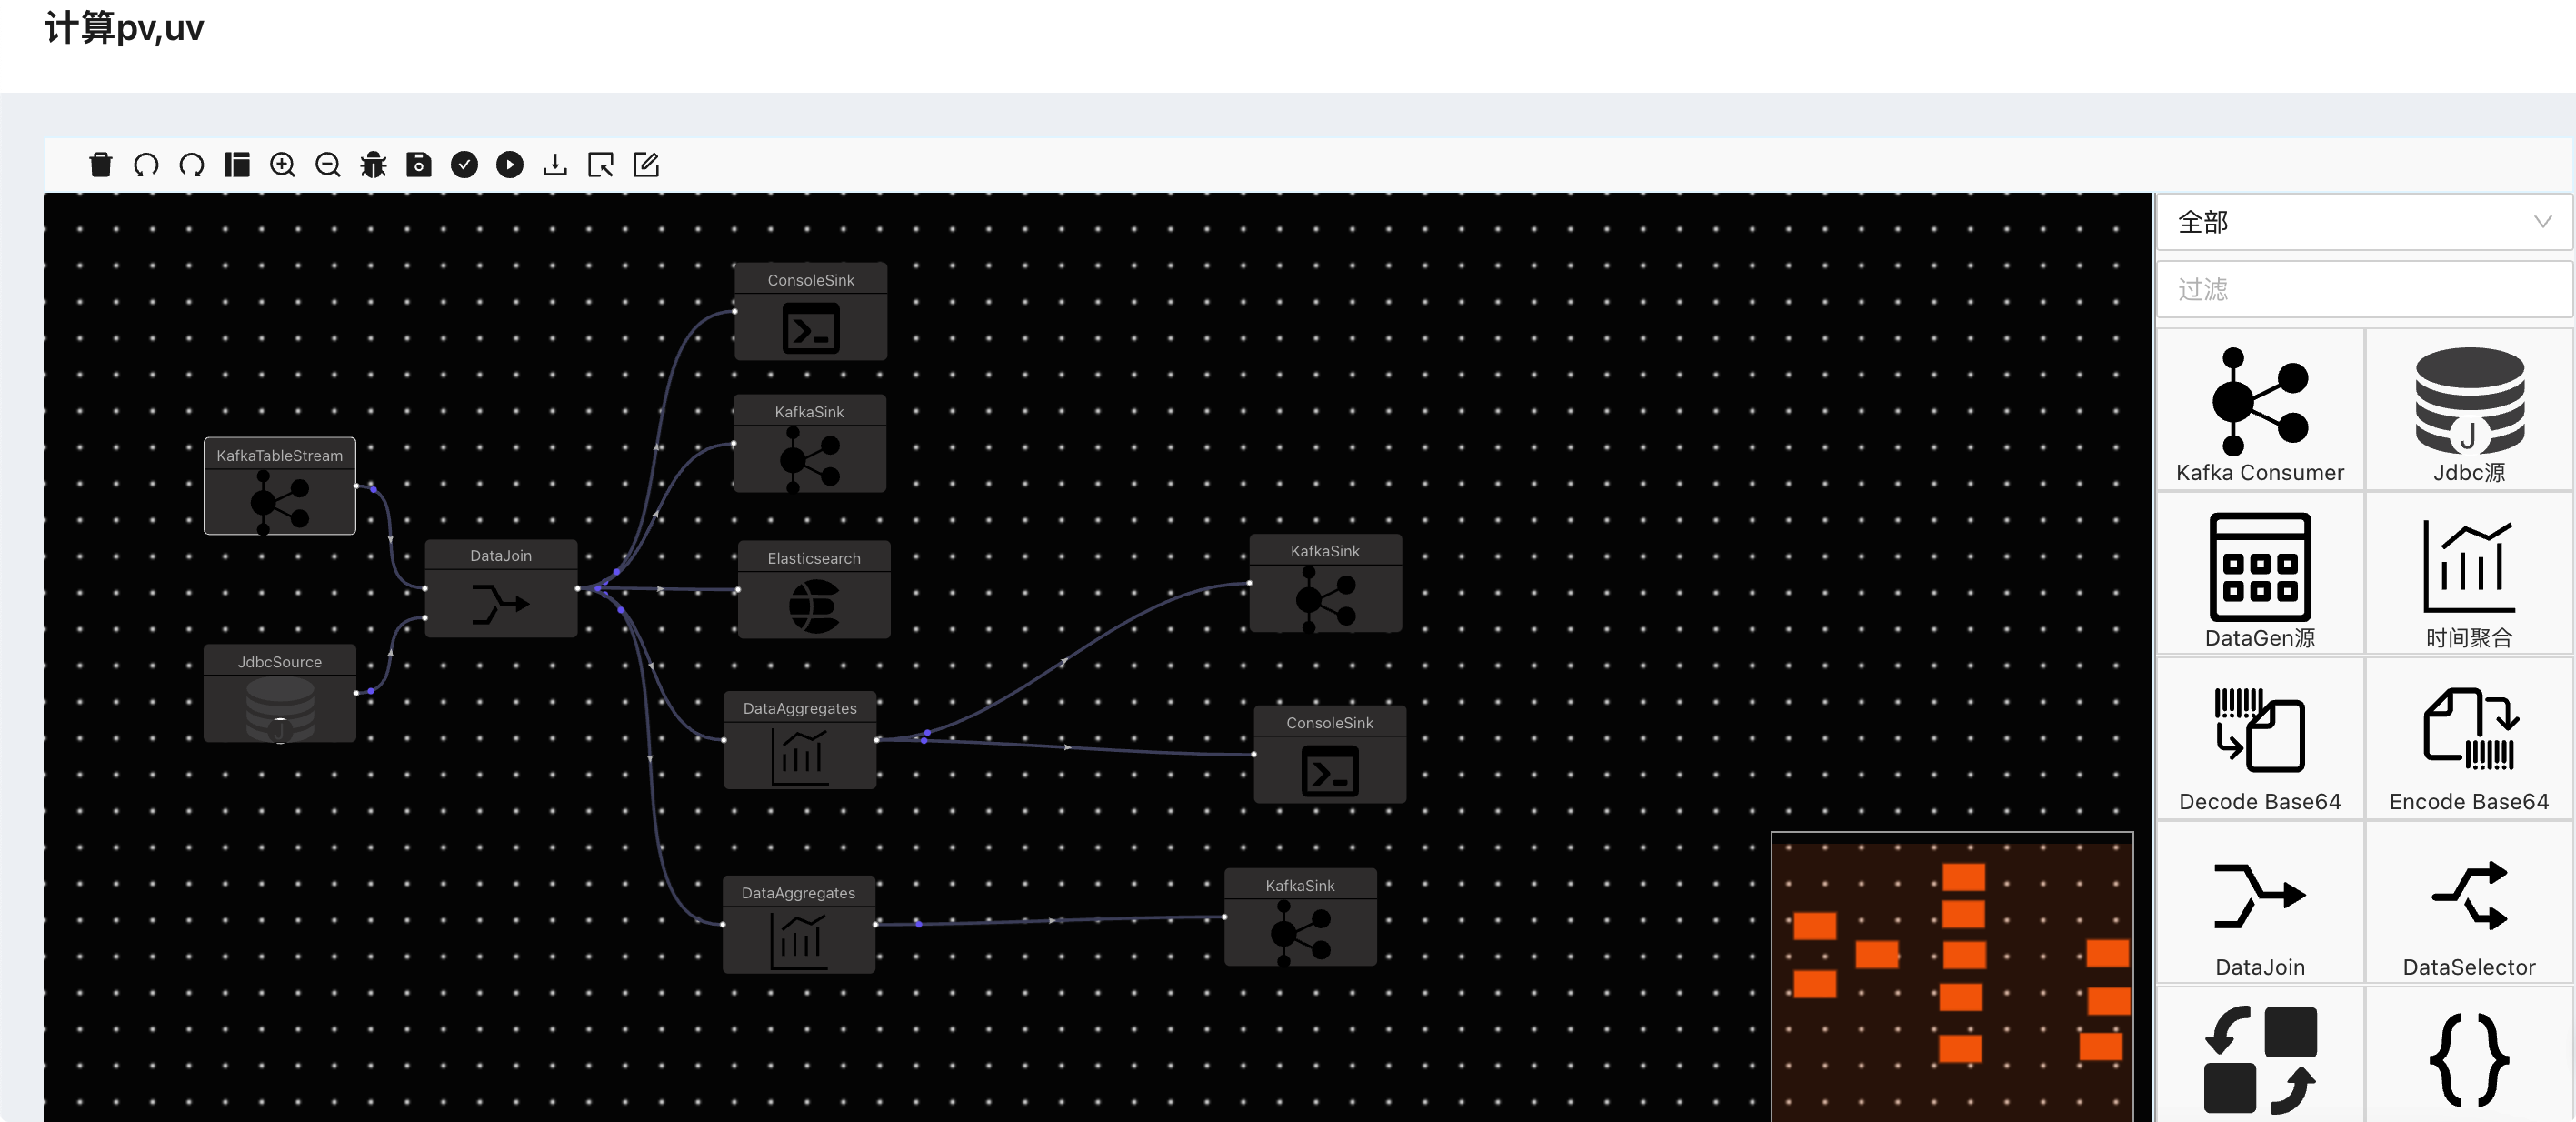 计算pv,uv
全部
过滤
ConsoleSink
KafkaSink
KafkaTableStream
DataJoin
Elasticsearch
KafkaSink
JdbcSource
DataAggregates
ConsoleSink
DataAggregates
KafkaSink
Kafka Consumer
J
Jdbc源
DataGen源
时间聚合
Decode Base64
Encode Base64
DataJoin
DataSelector